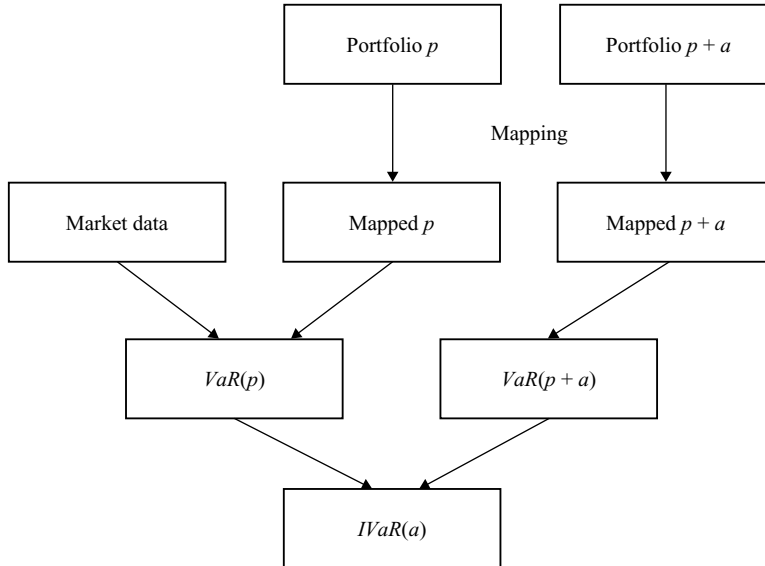 Portfolio p
Portfolio p + a
Mapping
Market data
Mapped p
Mapped p + a
VaR(p)
VaR(p + a)
IVaR(a)